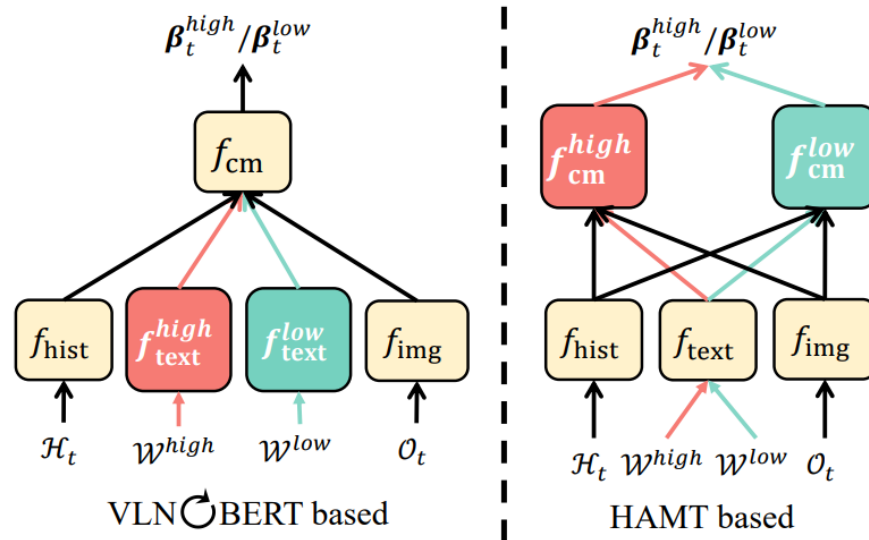 β_t^high/β_t^low
f_cm
f_hist
f_text^high
f_text^low
f_img
ℋ_t
𝒲^high
𝒲^low
𝒪_t
VLN↻BERT based
β_t^high/β_t^low
f_cm^high
f_cm^low
f_hist
f_text
f_img
ℋ_t
𝒲^high
𝒲^low
𝒪_t
HAMT based